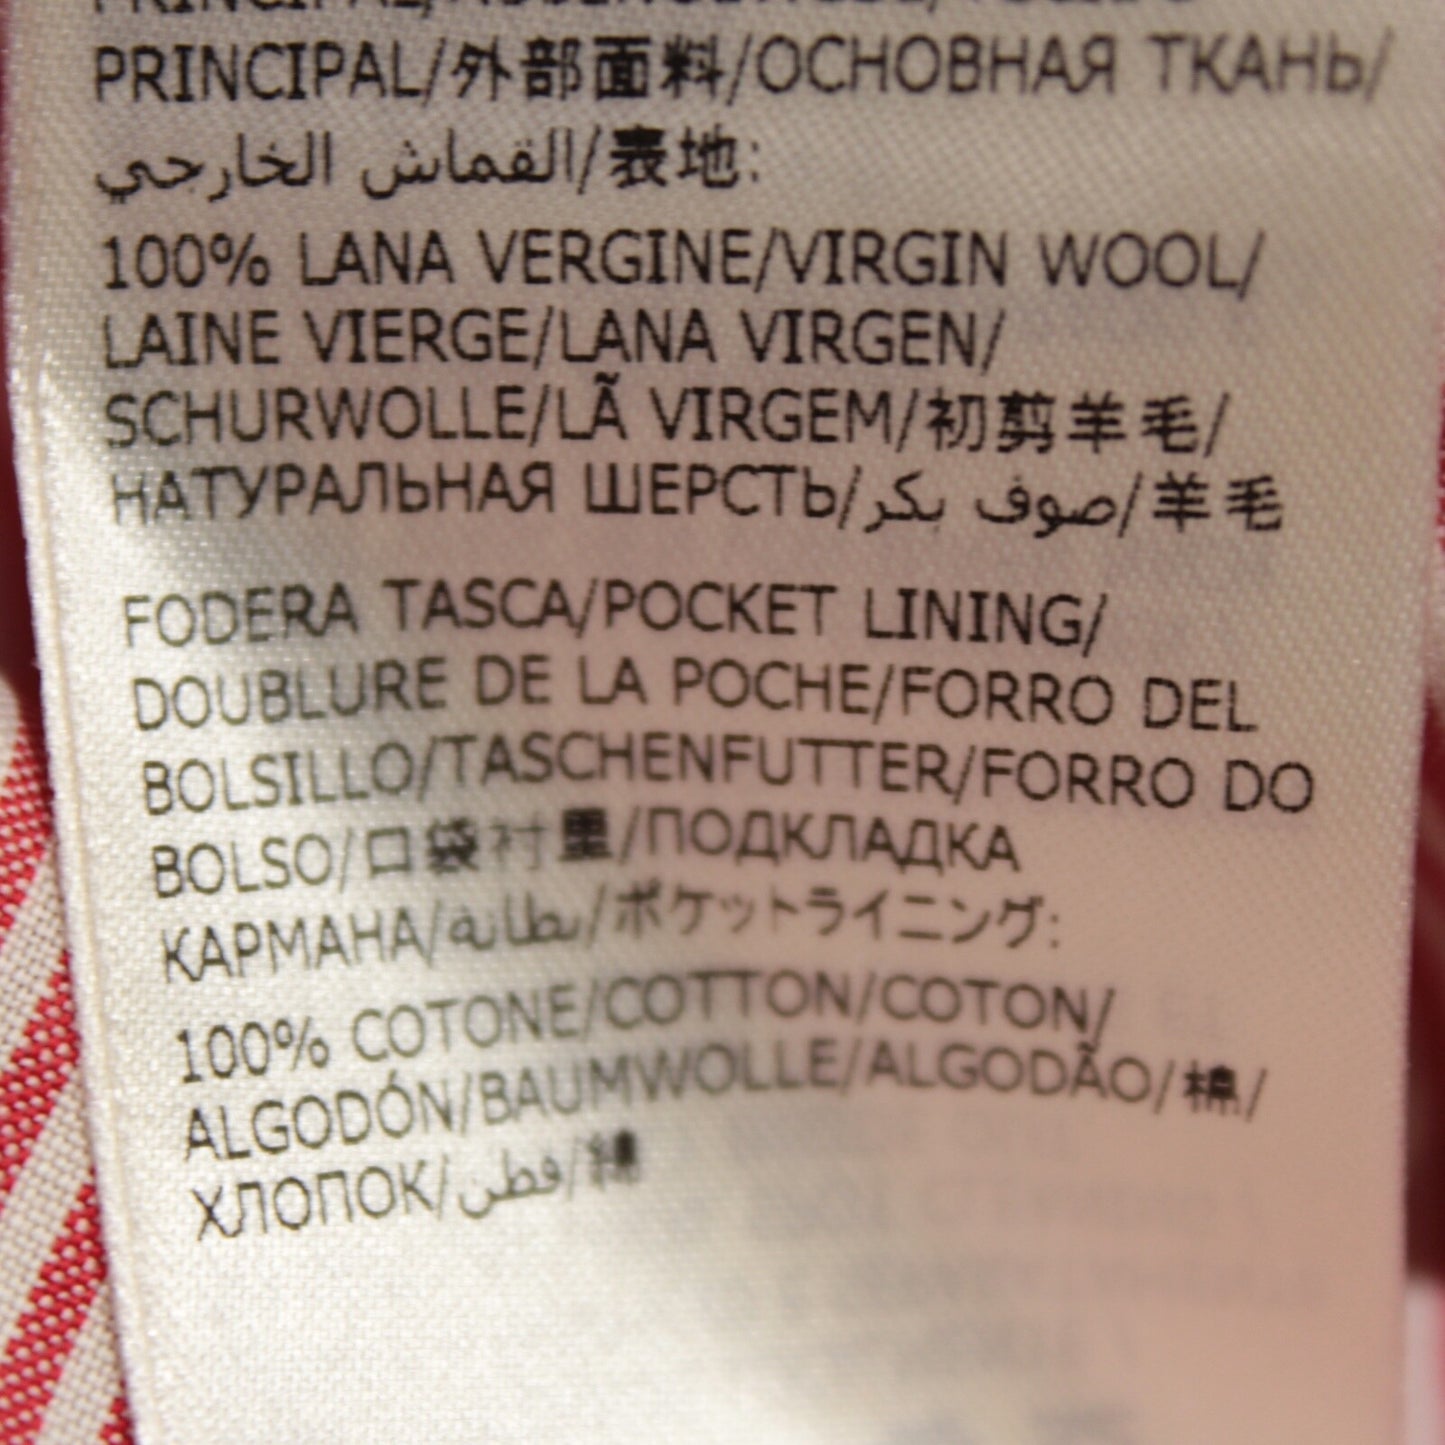 PRINCIPAL/外部面料/ОСНОВНАЯ ТКАНЬ/
القماش الخارجي/表地:
100% LANA VERGINE/VIRGIN WOOL/
LAINE VIERGE/LANA VIRGEN/
SCHURWOLLE/LÃ VIRGEM/初剪羊毛/
НАТУРАЛЬНАЯ ШЕРСТЬ/صوف بكر/羊毛
FODERA TASCA/POCKET LINING/
DOUBLURE DE LA POCHE/FORRO DEL
BOLSILLO/TASCHENFUTTER/FORRO DO
BOLSO/口袋衬里/ПОДКЛАДКА
КАРМАНА/بطانة/ポケットライニング:
100% COTONE/COTTON/COTON/
ALGODÓN/BAUMWOLLE/ALGODÃO/棉/
ХЛОПОК/قطن/綿